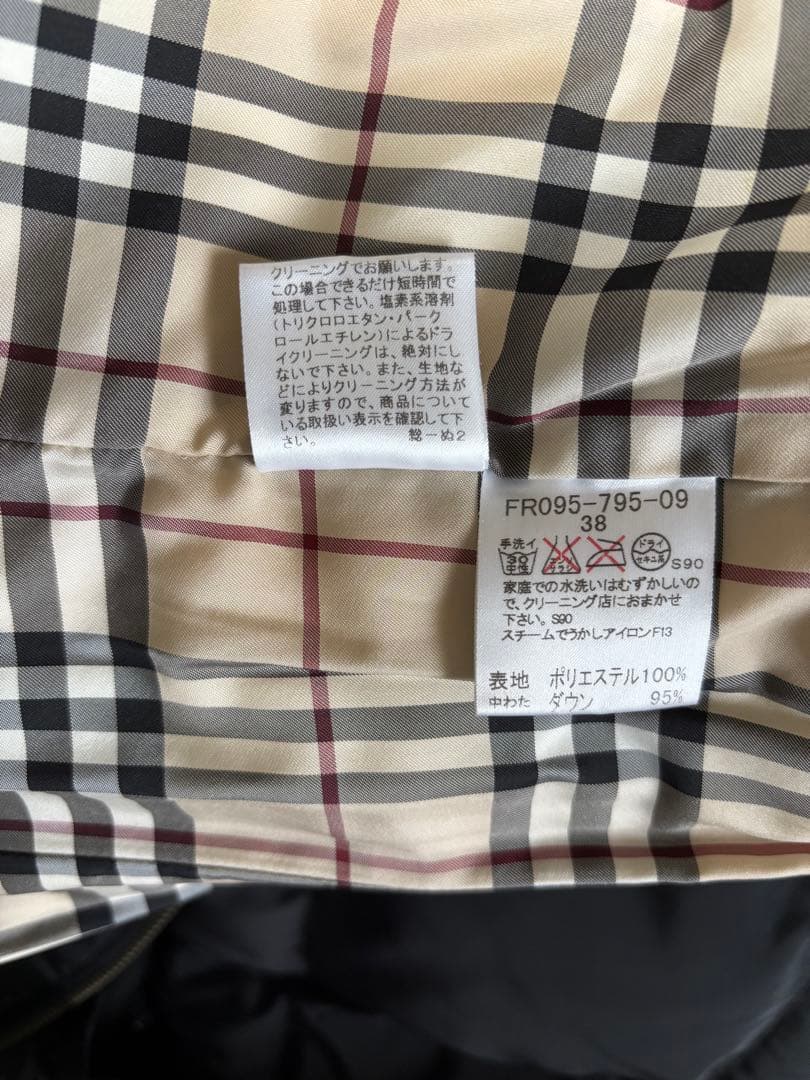 クリーニングでお願いします。
この場合できるだけ短時間で
処理して下さい。塩素系溶剤
(トリクロロエタン・パーク
ロールエチレン)によるドラ
イクリーニングは、絶対にし
ないで下さい。また、生地な
どによりクリーニング方法が
変りますので、商品について
いる取扱い表示を確認して下
さい。 総ーぬ2
FR095-795-09
38
手洗イ 30 中性 ドライ セキユ系 S90
家庭での水洗いはむずかしいの
で、クリーニング店におまかせ
下さい。S90
スチームでうかしアイロンF13
表地 ポリエステル100%
中わた ダウン 95%